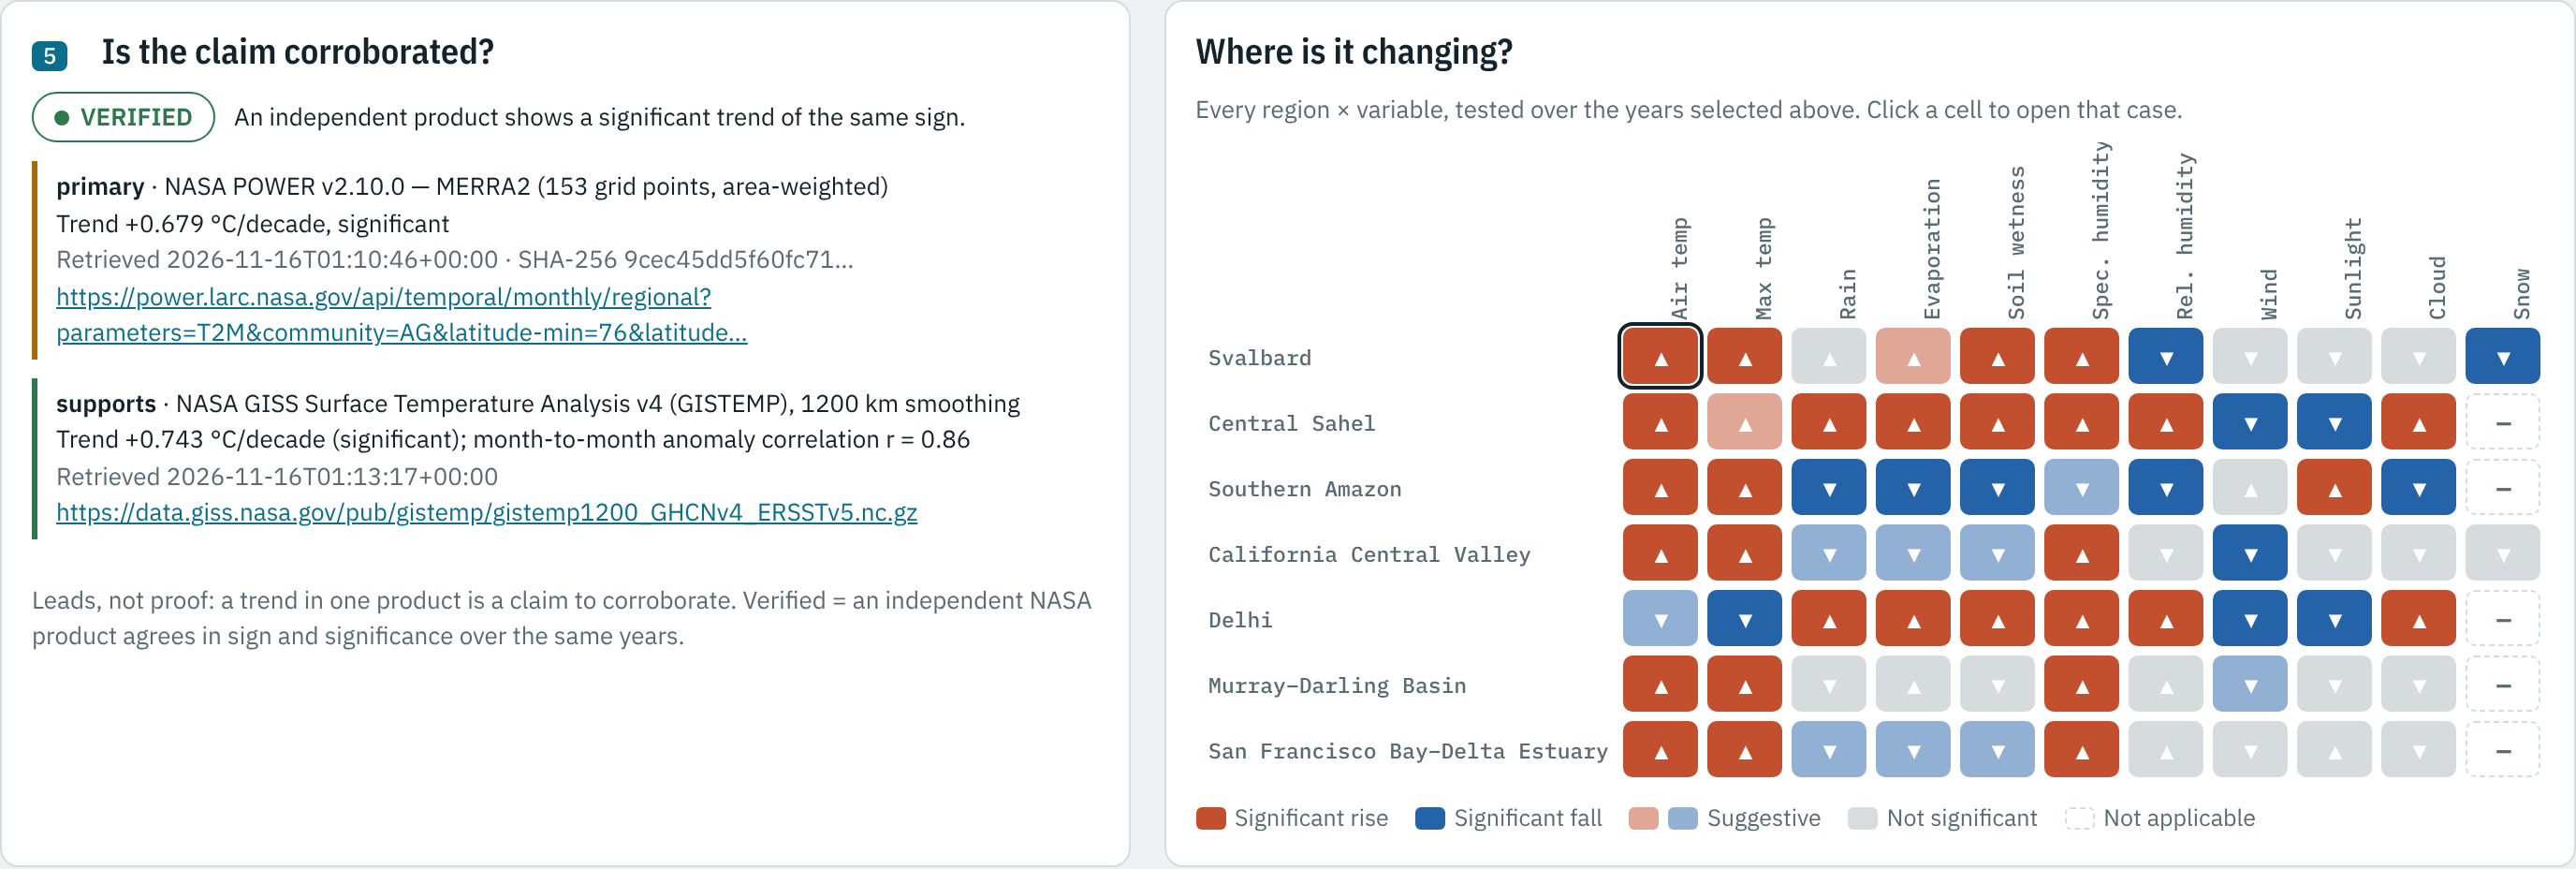 5 Is the claim corroborated?
● VERIFIED An independent product shows a significant trend of the same sign.
primary · NASA POWER v2.10.0 — MERRA2 (153 grid points, area-weighted)
Trend +0.679 °C/decade, significant
Retrieved 2026-11-16T01:10:46+00:00 · SHA-256 9cec45dd5f60fc71…
https://power.larc.nasa.gov/api/temporal/monthly/regional?
parameters=T2M&community=AG&latitude-min=76&latitude…
supports · NASA GISS Surface Temperature Analysis v4 (GISTEMP), 1200 km smoothing
Trend +0.743 °C/decade (significant); month-to-month anomaly correlation r = 0.86
Retrieved 2026-11-16T01:13:17+00:00
https://data.giss.nasa.gov/pub/gistemp/gistemp1200_GHCNv4_ERSSTv5.nc.gz
Leads, not proof: a trend in one product is a claim to corroborate. Verified = an independent NASA
product agrees in sign and significance over the same years.
Where is it changing?
Every region × variable, tested over the years selected above. Click a cell to open that case.
Air temp
Max temp
Rain
Evaporation
Soil wetness
Spec. humidity
Rel. humidity
Wind
Sunlight
Cloud
Snow
Svalbard ▲ ▲ ▲ ▲ ▲ ▲ ▼ ▼ ▼ ▼ ▼
Central Sahel ▲ ▲ ▲ ▲ ▲ ▲ ▲ ▼ ▼ ▲ –
Southern Amazon ▲ ▲ ▼ ▼ ▼ ▼ ▼ ▲ ▲ ▼ –
California Central Valley ▲ ▲ ▼ ▼ ▼ ▲ ▼ ▼ ▼ ▼ ▼
Delhi ▼ ▼ ▲ ▲ ▲ ▲ ▲ ▼ ▼ ▲ –
Murray–Darling Basin ▲ ▲ ▼ ▲ ▼ ▲ ▲ ▼ ▼ ▼ –
San Francisco Bay–Delta Estuary ▲ ▲ ▼ ▼ ▼ ▲ ▲ ▼ ▲ ▼ –
Significant rise Significant fall Suggestive Not significant Not applicable